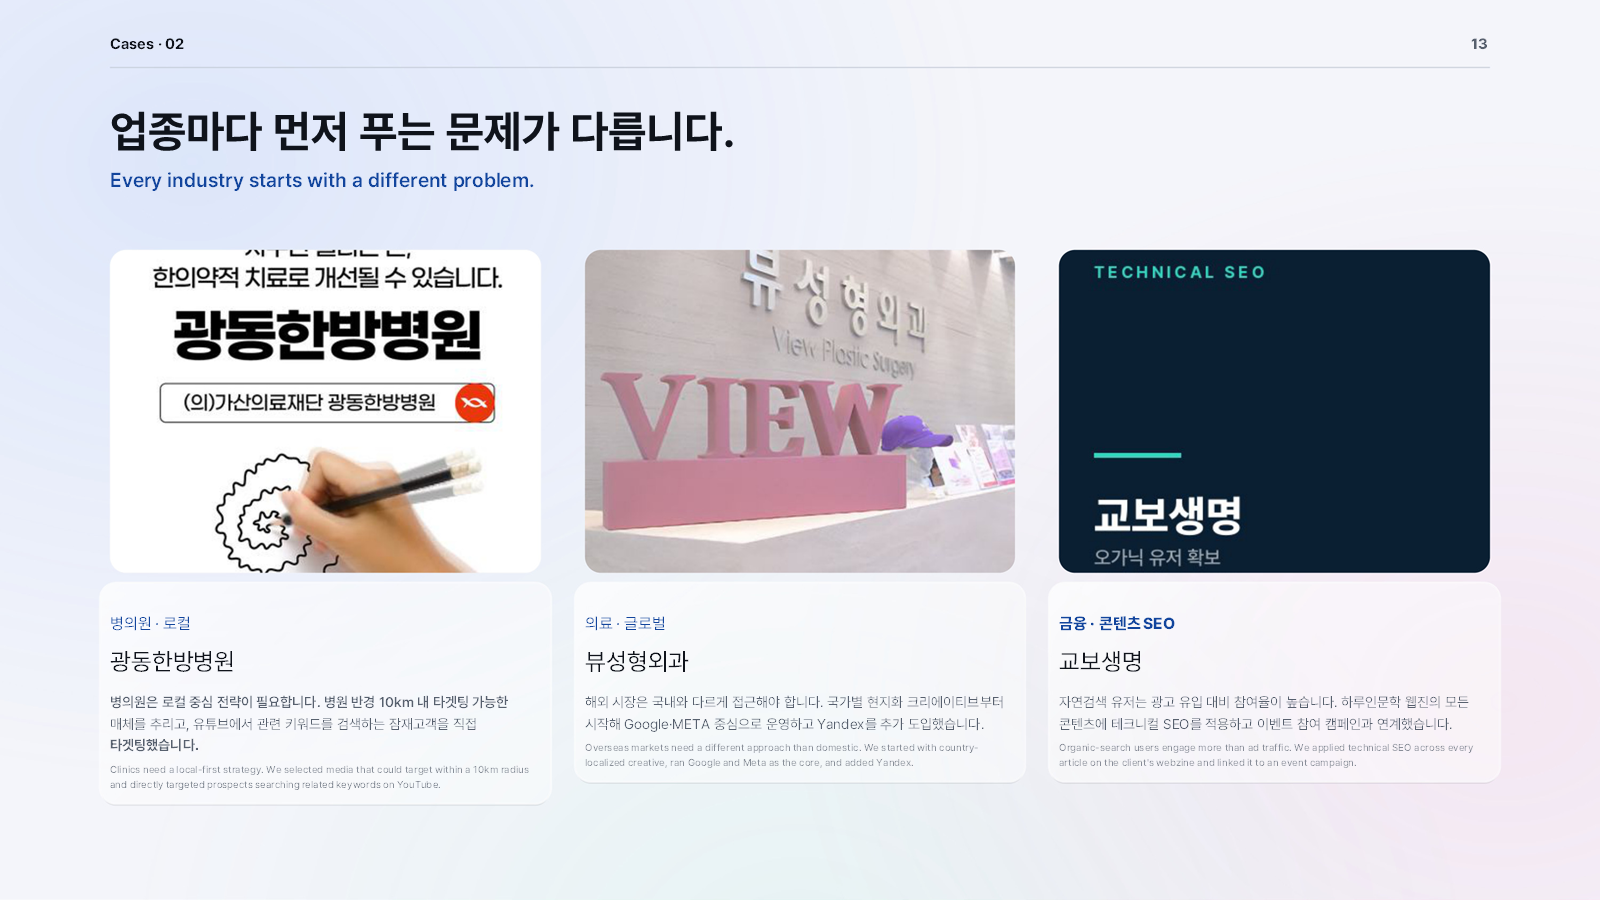 Cases · 02
13
업종마다 먼저 푸는 문제가 다릅니다.
Every industry starts with a different problem.
한의약적 치료로 개선될 수 있습니다.
광동한방병원
(의)가산의료재단 광동한방병원
뷰성형외과
View Plastic Surgery
VIEW
TECHNICAL SEO
교보생명
오가닉 유저 확보
병의원 · 로컬
광동한방병원
병의원은 로컬 중심 전략이 필요합니다. 병원 반경 10km 내 타겟팅 가능한
매체를 추리고, 유튜브에서 관련 키워드를 검색하는 잠재고객을 직접
타겟팅했습니다.
Clinics need a local-first strategy. We selected media that could target within a 10km radius
and directly targeted prospects searching related keywords on YouTube.
의료 · 글로벌
뷰성형외과
해외 시장은 국내와 다르게 접근해야 합니다. 국가별 현지화 크리에이티브부터
시작해 Google·META 중심으로 운영하고 Yandex를 추가 도입했습니다.
Overseas markets need a different approach than domestic. We started with country-
localized creative, ran Google and Meta as the core, and added Yandex.
금융 · 콘텐츠 SEO
교보생명
자연검색 유저는 광고 유입 대비 참여율이 높습니다. 하루인문학 웹진의 모든
콘텐츠에 테크니컬 SEO를 적용하고 이벤트 참여 캠페인과 연계했습니다.
Organic-search users engage more than ad traffic. We applied technical SEO across every
article on the client's webzine and linked it to an event campaign.